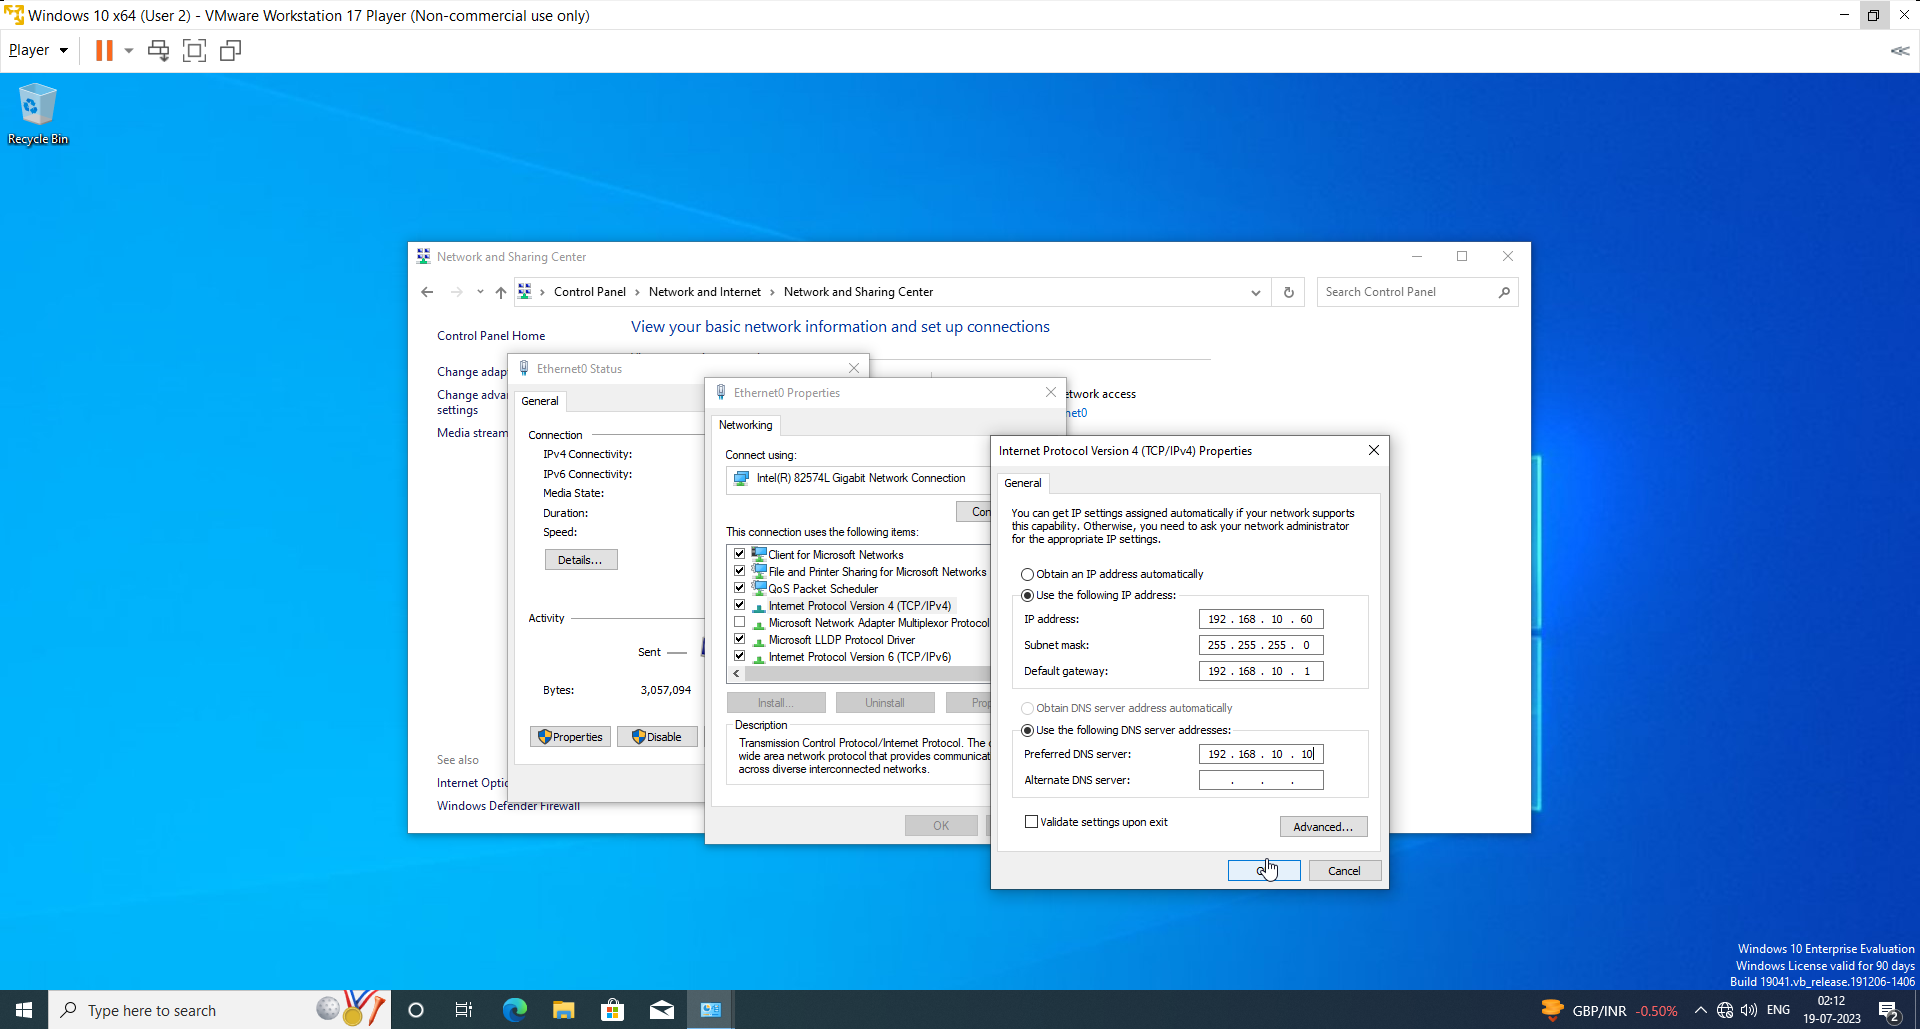 Windows 10 x64 (User 2) - VMware Workstation 17 Player (Non-commercial use only)
Player
Recycle Bin
Network and Sharing Center
Control Panel > Network and Internet > Network and Sharing Center
Search Control Panel
Control Panel Home
View your basic network information and set up connections
Change adap
Change adva
settings
Media stream
etwork access
net0
See also
Internet Optic
Windows Defender Firewall
Ethernet0 Status
General
Connection
IPv4 Connectivity:
IPv6 Connectivity:
Media State:
Duration:
Speed:
Details...
Activity
Sent
Bytes: 3,057,094
Properties
Disable
Ethernet0 Properties
Networking
Connect using:
Intel(R) 82574L Gigabit Network Connection
Con
This connection uses the following items:
Client for Microsoft Networks
File and Printer Sharing for Microsoft Networks
QoS Packet Scheduler
Internet Protocol Version 4 (TCP/IPv4)
Microsoft Network Adapter Multiplexor Protocol
Microsoft LLDP Protocol Driver
Internet Protocol Version 6 (TCP/IPv6)
Install...
Uninstall
Prop
Description
Transmission Control Protocol/Internet Protocol. The d
wide area network protocol that provides communicat
across diverse interconnected networks.
OK
Internet Protocol Version 4 (TCP/IPv4) Properties
General
You can get IP settings assigned automatically if your network supports
this capability. Otherwise, you need to ask your network administrator
for the appropriate IP settings.
Obtain an IP address automatically
Use the following IP address:
IP address: 192 . 168 . 10 . 60
Subnet mask: 255 . 255 . 255 . 0
Default gateway: 192 . 168 . 10 . 1
Obtain DNS server address automatically
Use the following DNS server addresses:
Preferred DNS server: 192 . 168 . 10 . 10
Alternate DNS server: . . .
Validate settings upon exit
Advanced...
Cancel
Windows 10 Enterprise Evaluation
Windows License valid for 90 days
Build 19041.vb_release.191206-1406
Type here to search
GBP/INR -0.50%
ENG
02:12
19-07-2023
2